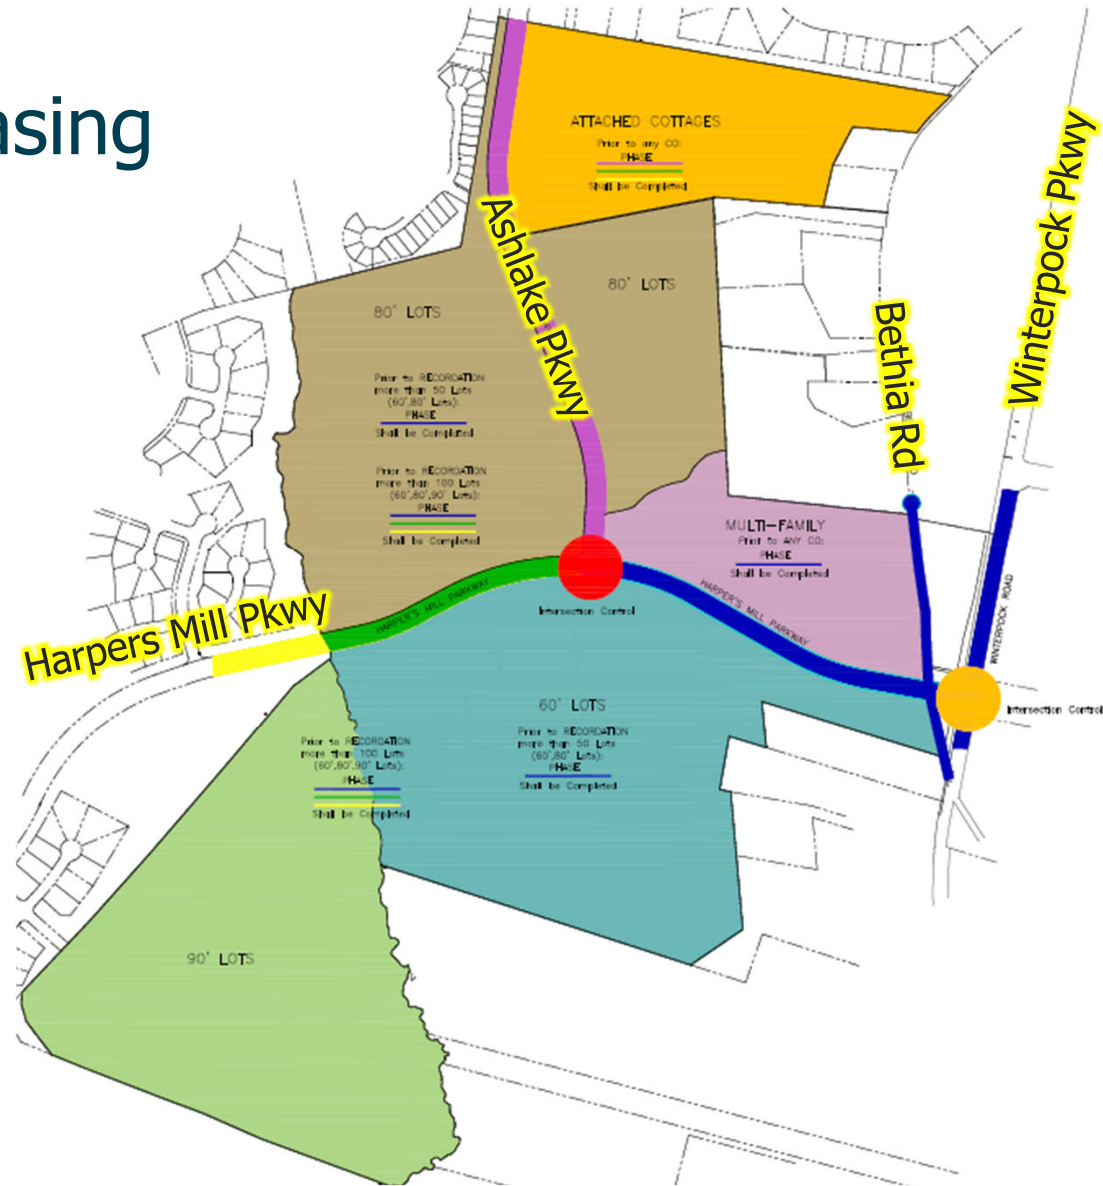 asing
ATTACHED COTTAGES
Prior to any CO:
PHASE
Shall be Completed
Winterpock Pkwy
Ashlake Pkwy
80' LOTS
80' LOTS
Bethia Rd
Prior to RECORDATION
more than 50 Lots
(60',80' Lots):
PHASE
Shall be Completed
Prior to RECORDATION
more than 100 Lots
(60',80',90' Lots):
PHASE
Shall be Completed
MULTI-FAMILY
Prior to ANY CO:
PHASE
Shall be Completed
WINTERPOCK ROAD
HARPER'S MILL PARKWAY
HARPER'S MILL PARKWAY
Intersection Control
Harpers Mill Pkwy
Intersection Control
60' LOTS
Prior to RECORDATION
more than 50 Lots
(60',80' Lots):
PHASE
Shall be Completed
Prior to RECORDATION
more than 100 Lots
(60',80',90' Lots):
PHASE
Shall be Completed
90' LOTS